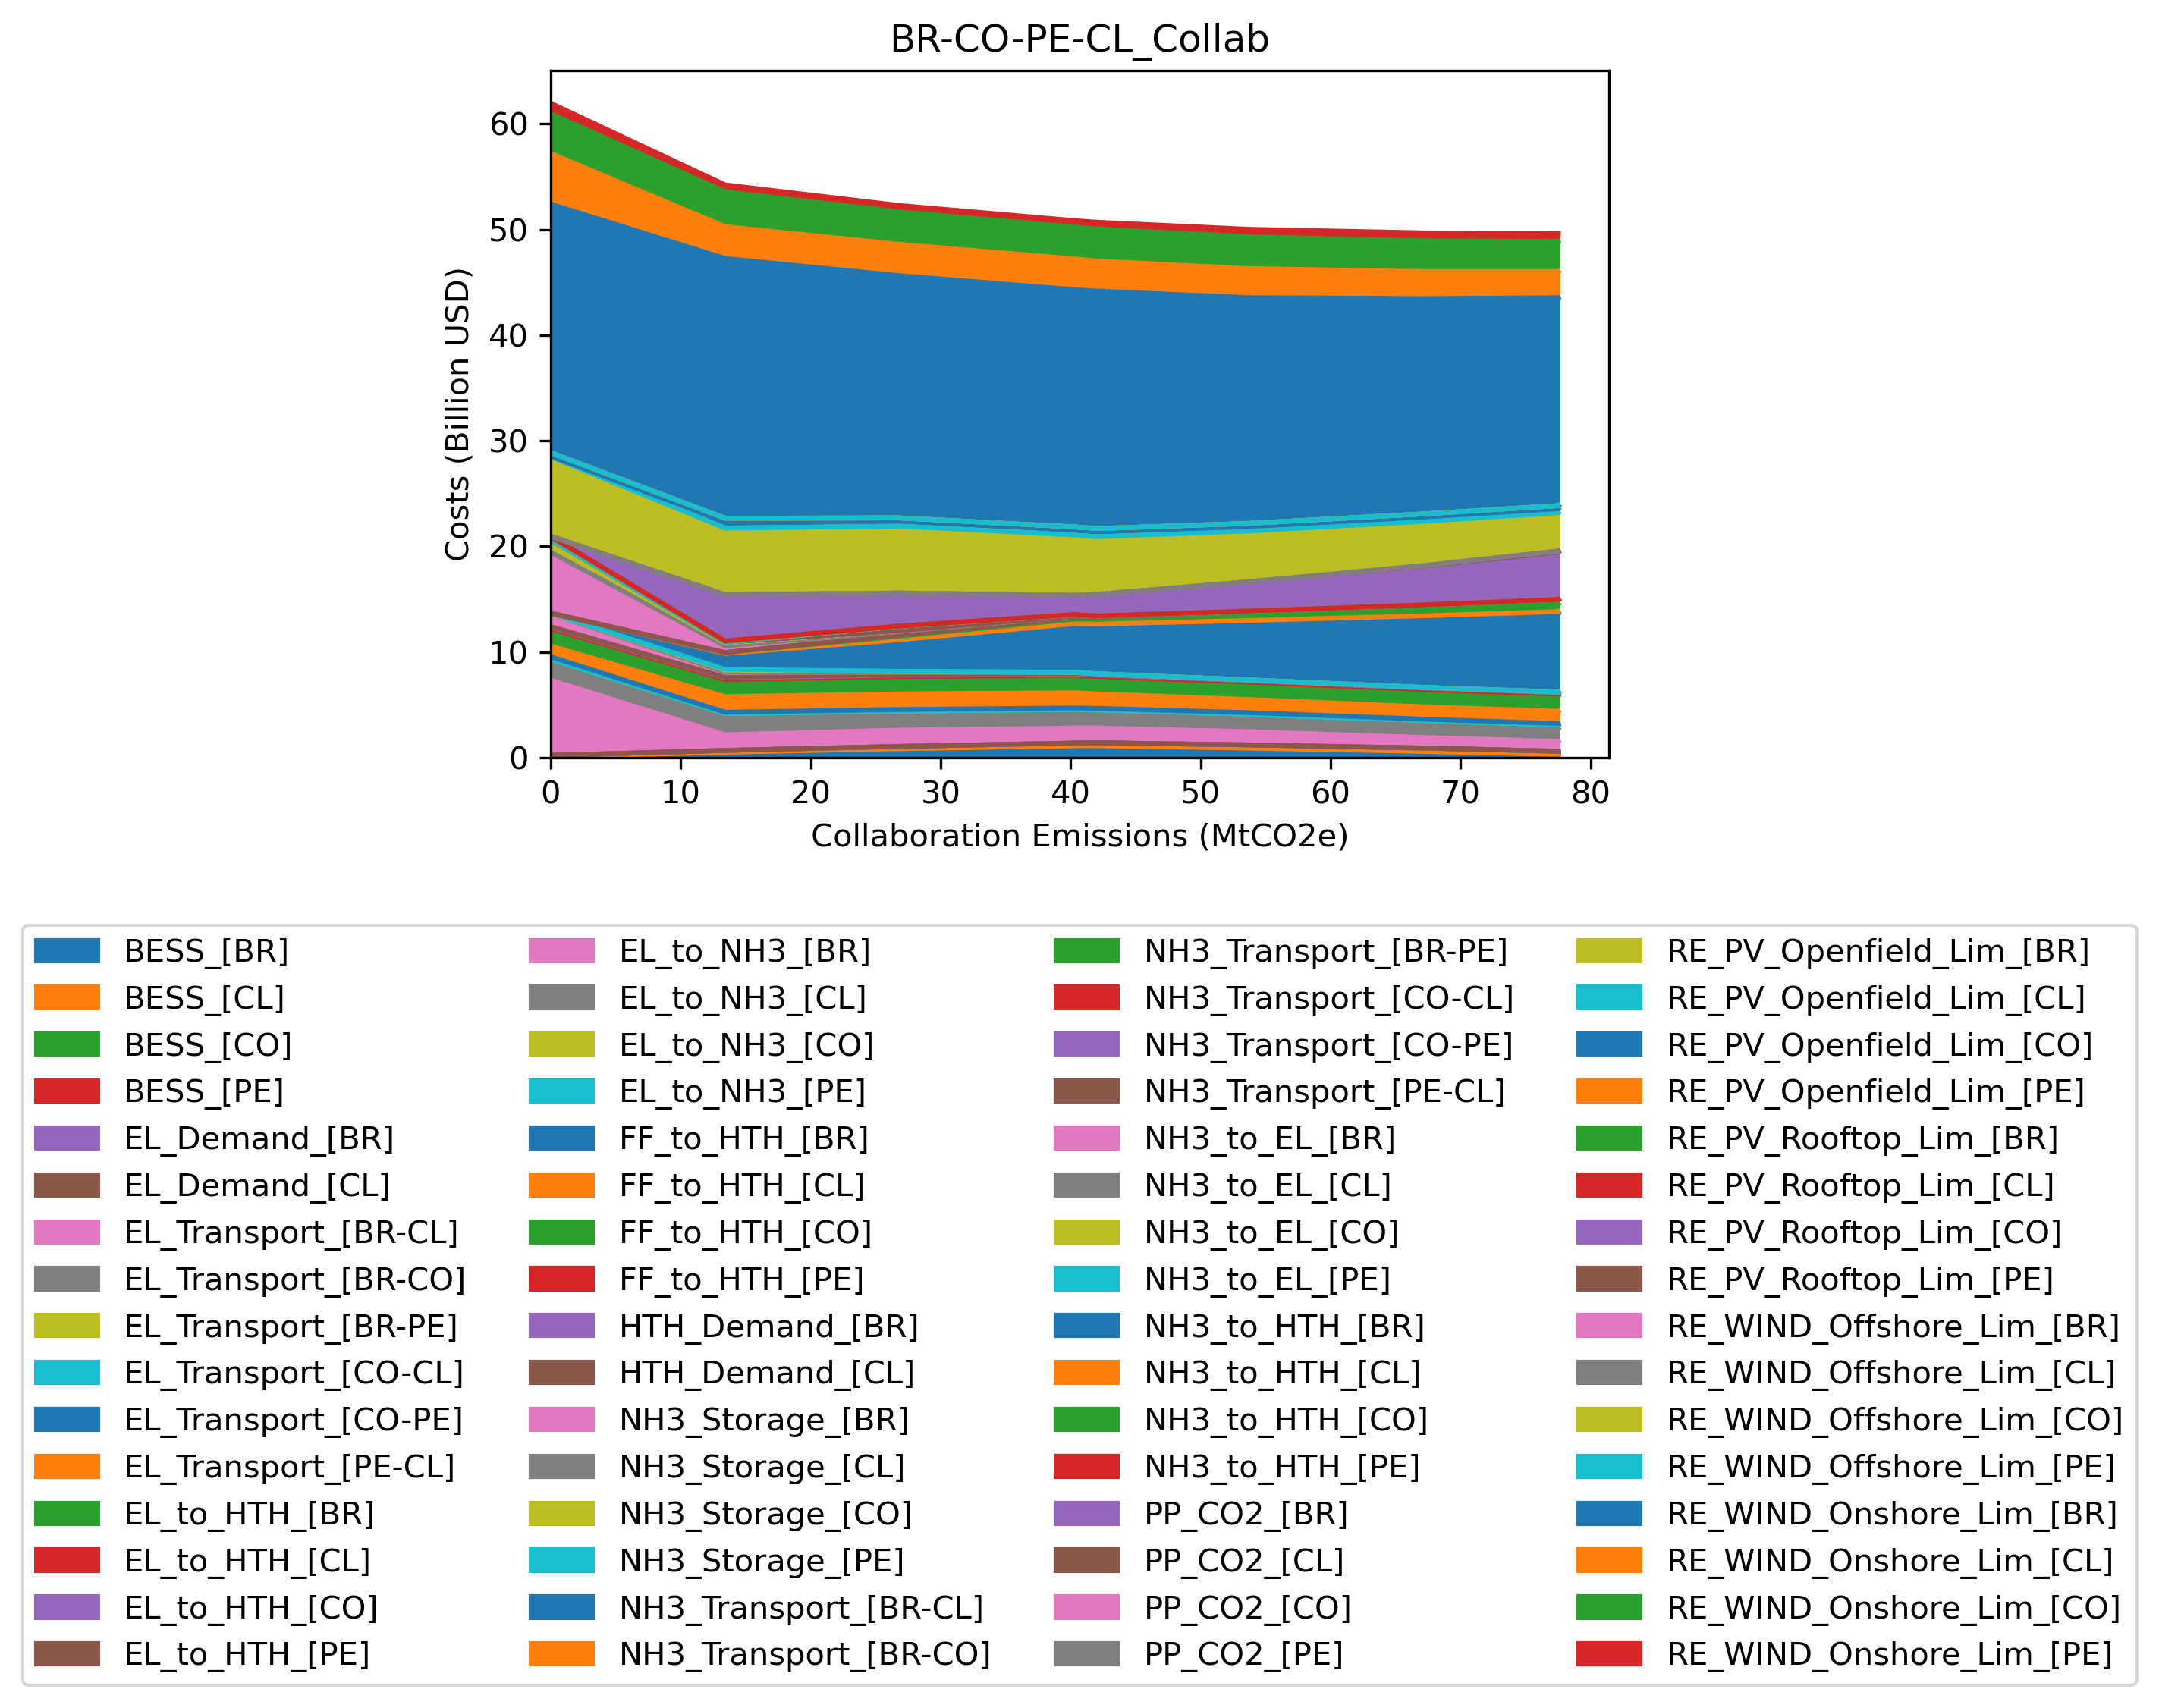 BR-CO-PE-CL_Collab
60
50
40
30
20
10
0
Costs (Billion USD)
0 10 20 30 40 50 60 70 80
Collaboration Emissions (MtCO2e)
BESS_[BR]
BESS_[CL]
BESS_[CO]
BESS_[PE]
EL_Demand_[BR]
EL_Demand_[CL]
EL_Transport_[BR-CL]
EL_Transport_[BR-CO]
EL_Transport_[BR-PE]
EL_Transport_[CO-CL]
EL_Transport_[CO-PE]
EL_Transport_[PE-CL]
EL_to_HTH_[BR]
EL_to_HTH_[CL]
EL_to_HTH_[CO]
EL_to_HTH_[PE]
EL_to_NH3_[BR]
EL_to_NH3_[CL]
EL_to_NH3_[CO]
EL_to_NH3_[PE]
FF_to_HTH_[BR]
FF_to_HTH_[CL]
FF_to_HTH_[CO]
FF_to_HTH_[PE]
HTH_Demand_[BR]
HTH_Demand_[CL]
NH3_Storage_[BR]
NH3_Storage_[CL]
NH3_Storage_[CO]
NH3_Storage_[PE]
NH3_Transport_[BR-CL]
NH3_Transport_[BR-CO]
NH3_Transport_[BR-PE]
NH3_Transport_[CO-CL]
NH3_Transport_[CO-PE]
NH3_Transport_[PE-CL]
NH3_to_EL_[BR]
NH3_to_EL_[CL]
NH3_to_EL_[CO]
NH3_to_EL_[PE]
NH3_to_HTH_[BR]
NH3_to_HTH_[CL]
NH3_to_HTH_[CO]
NH3_to_HTH_[PE]
PP_CO2_[BR]
PP_CO2_[CL]
PP_CO2_[CO]
PP_CO2_[PE]
RE_PV_Openfield_Lim_[BR]
RE_PV_Openfield_Lim_[CL]
RE_PV_Openfield_Lim_[CO]
RE_PV_Openfield_Lim_[PE]
RE_PV_Rooftop_Lim_[BR]
RE_PV_Rooftop_Lim_[CL]
RE_PV_Rooftop_Lim_[CO]
RE_PV_Rooftop_Lim_[PE]
RE_WIND_Offshore_Lim_[BR]
RE_WIND_Offshore_Lim_[CL]
RE_WIND_Offshore_Lim_[CO]
RE_WIND_Offshore_Lim_[PE]
RE_WIND_Onshore_Lim_[BR]
RE_WIND_Onshore_Lim_[CL]
RE_WIND_Onshore_Lim_[CO]
RE_WIND_Onshore_Lim_[PE]